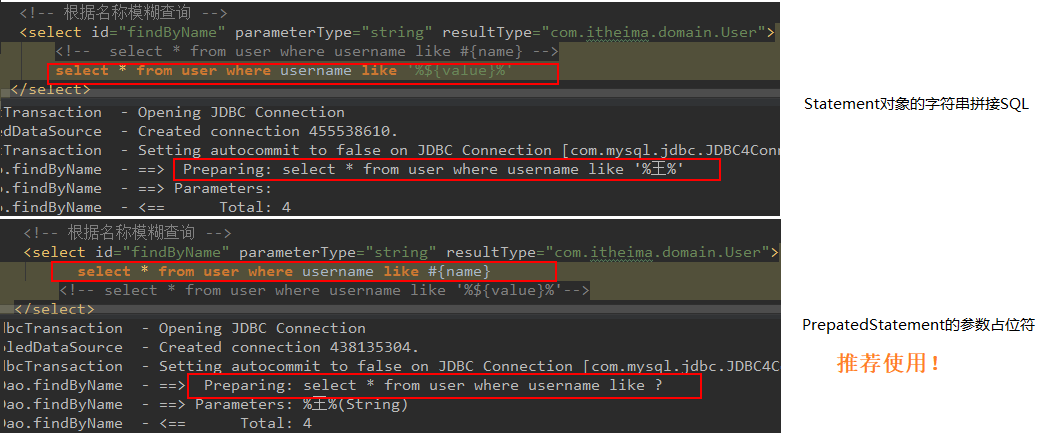 <!-- 根据名称模糊查询 -->
<select id="findByName" parameterType="string" resultType="com.itheima.domain.User">
<!--  select * from user where username like #{name} -->
select * from user where username like '%${value}%'
</select>
Transaction  - Opening JDBC Connection
edDataSource  - Created connection 455538610.
Transaction  - Setting autocommit to false on JDBC Connection [com.mysql.jdbc.JDBC4Conn
o.findByName  - ==>  Preparing: select * from user where username like '%王%'
o.findByName  - ==> Parameters:
o.findByName  - <==      Total: 4
Statement对象的字符串拼接SQL
<!-- 根据名称模糊查询 -->
<select id="findByName" parameterType="string" resultType="com.itheima.domain.User">
select * from user where username like #{name}
<!-- select * from user where username like '%${value}%'-->
</select>
dbcTransaction  - Opening JDBC Connection
oledDataSource  - Created connection 438135304.
dbcTransaction  - Setting autocommit to false on JDBC Connection [com.mysql.jdbc.JDBC4C
Dao.findByName  - ==>  Preparing: select * from user where username like ?
Dao.findByName  - ==> Parameters: %王%(String)
Dao.findByName  - <==      Total: 4
PrepatedStatement的参数占位符
推荐使用！